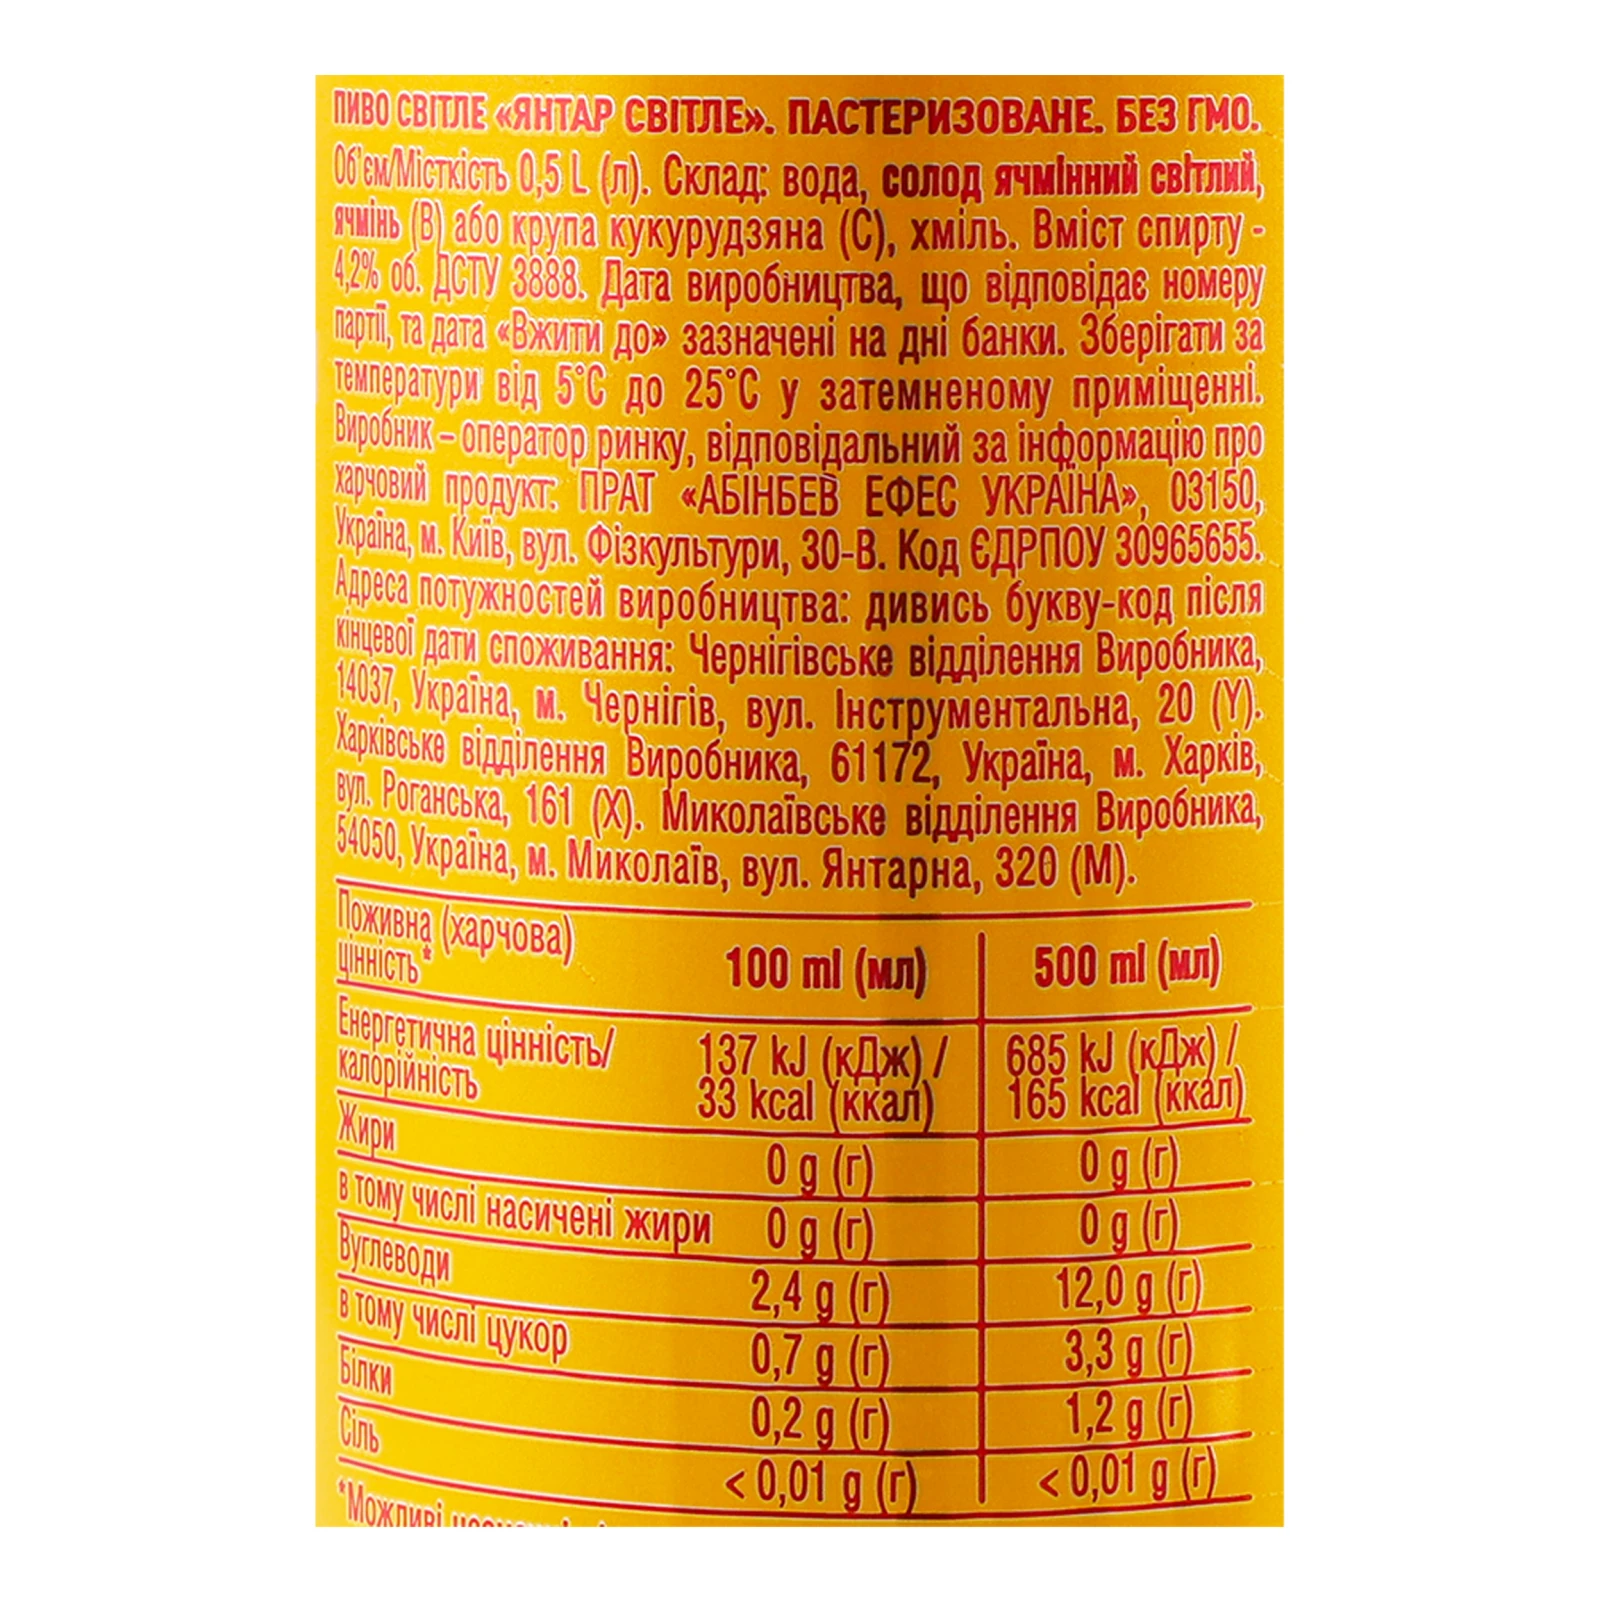 ПИВО СВІТЛЕ «ЯНТАР СВІТЛЕ». ПАСТЕРИЗОВАНЕ. БЕЗ ГМО.
Об'єм/Місткість 0,5 L (л). Склад: вода, солод ячмінний світлий,
ячмінь (B) або крупа кукурудзяна (C), хміль. Вміст спирту -
4,2% об. ДСТУ 3888. Дата виробництва, що відповідає номеру
партії, та дата «Вжити до» зазначені на дні банки. Зберігати за
температури від 5°C до 25°C у затемненому приміщенні.
Виробник – оператор ринку, відповідальний за інформацію про
харчовий продукт: ПРАТ «АБІНБЕВ ЕФЕС УКРАЇНА», 03150,
Україна, м. Київ, вул. Фізкультури, 30-В. Код ЄДРПОУ 30965655.
Адреса потужностей виробництва: дивись букву-код після
кінцевої дати споживання: Чернігівське відділення Виробника,
14037, Україна, м. Чернігів, вул. Інструментальна, 20 (Y).
Харківське відділення Виробника, 61172, Україна, м. Харків,
вул. Роганська, 161 (X). Миколаївське відділення Виробника,
54050, Україна, м. Миколаїв, вул. Янтарна, 320 (M).
Поживна (харчова)
цінність* 100 ml (мл) 500 ml (мл)
Енергетична цінність/ 137 kJ (кДж) / 685 kJ (кДж) /
калорійність 33 kcal (ккал) 165 kcal (ккал)
Жири 0 g (г) 0 g (г)
в тому числі насичені жири 0 g (г) 0 g (г)
Вуглеводи 2,4 g (г) 12,0 g (г)
в тому числі цукор 0,7 g (г) 3,3 g (г)
Білки 0,2 g (г) 1,2 g (г)
Сіль < 0,01 g (г) < 0,01 g (г)
*Можливі